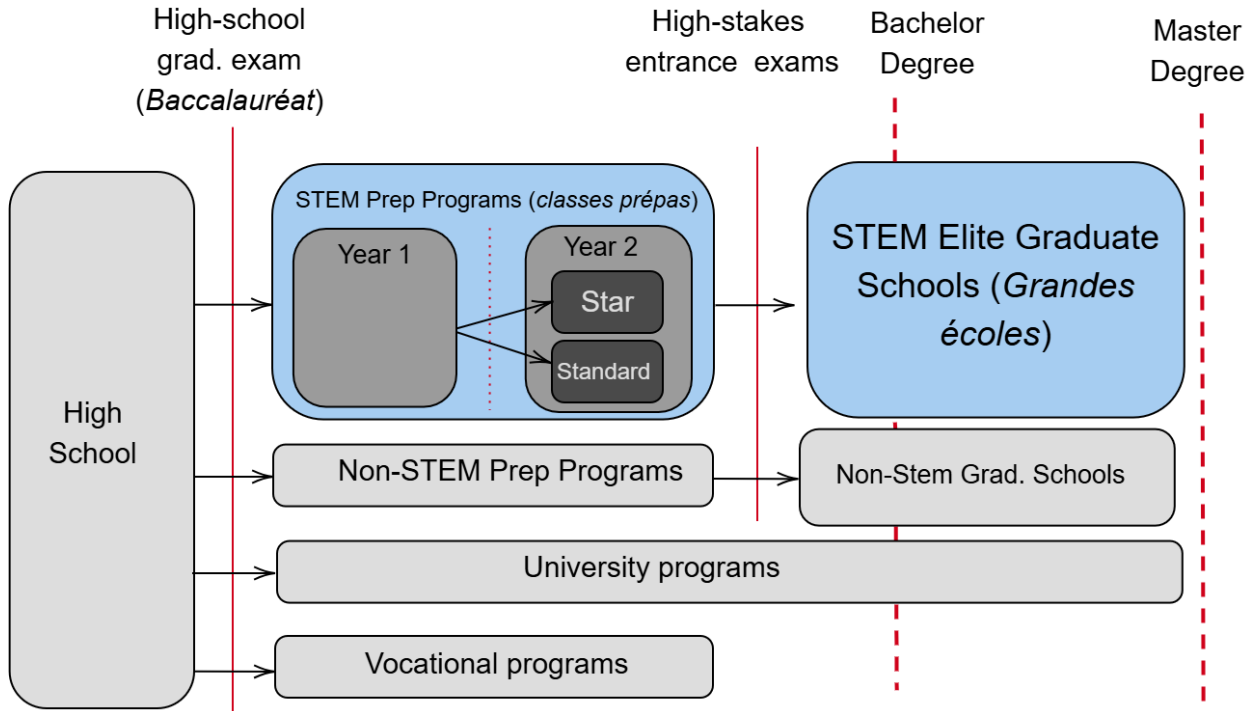 High-school
grad. exam
(Baccalauréat)
High-stakes
entrance exams
Bachelor
Degree
Master
Degree
STEM Prep Programs (classes prépas)
Year 1
Year 2
Star
Standard
STEM Elite Graduate
Schools (Grandes
écoles)
High
School
Non-STEM Prep Programs
Non-Stem Grad. Schools
University programs
Vocational programs